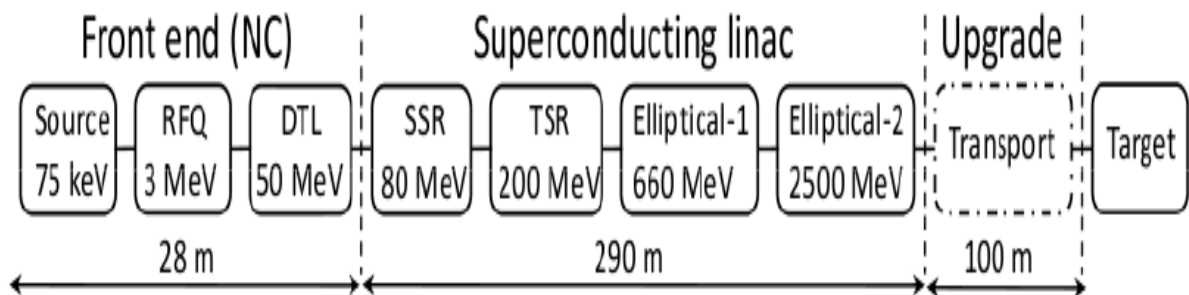 Front end (NC)
Superconducting linac
Upgrade
Source
75 keV
RFQ
3 MeV
DTL
50 MeV
SSR
80 MeV
TSR
200 MeV
Elliptical-1
660 MeV
Elliptical-2
2500 MeV
Transport
Target
28 m
290 m
100 m